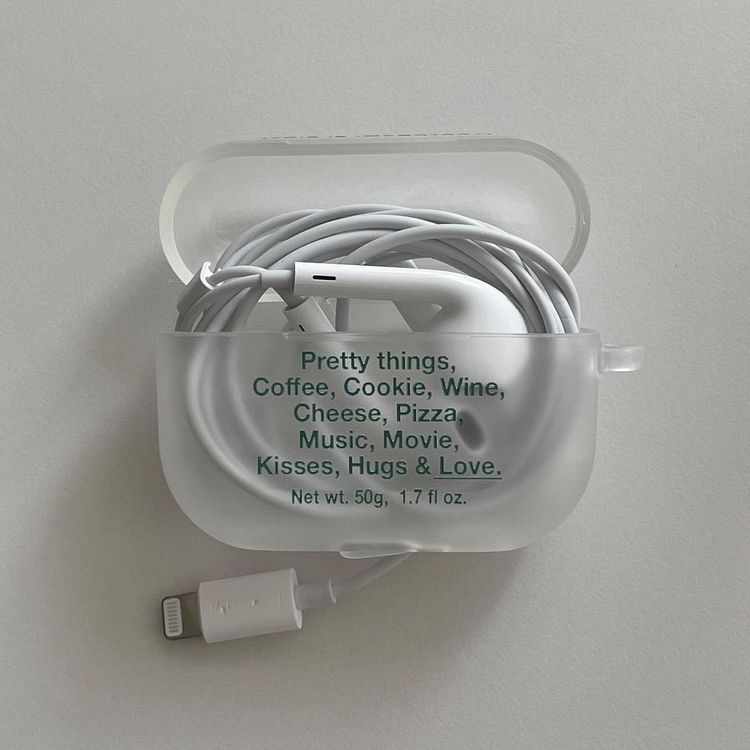 Pretty things,
Coffee, Cookie, Wine,
Cheese, Pizza,
Music, Movie,
Kisses, Hugs & Love.
Net wt. 50g, 1.7 fl oz.